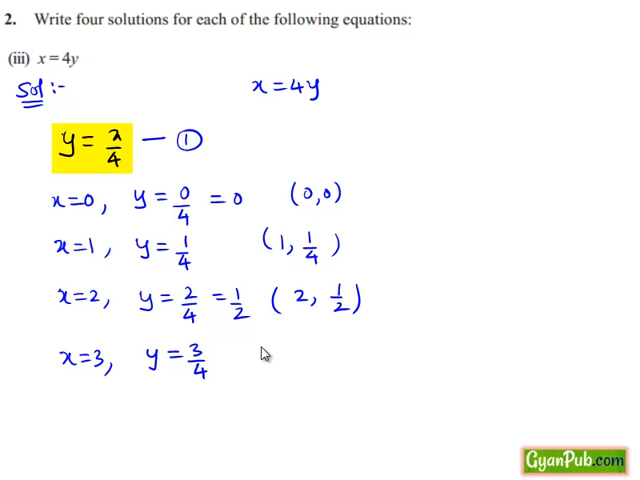 2. Write four solutions for each of the following equations:
(iii) x = 4y
Sol :-
x = 4y
y = x/4 — ①
x=0, y = 0/4 = 0 (0,0)
x=1, y = 1/4 (1, 1/4)
x=2, y = 2/4 = 1/2 (2, 1/2)
x=3, y = 3/4
GyanPub.com